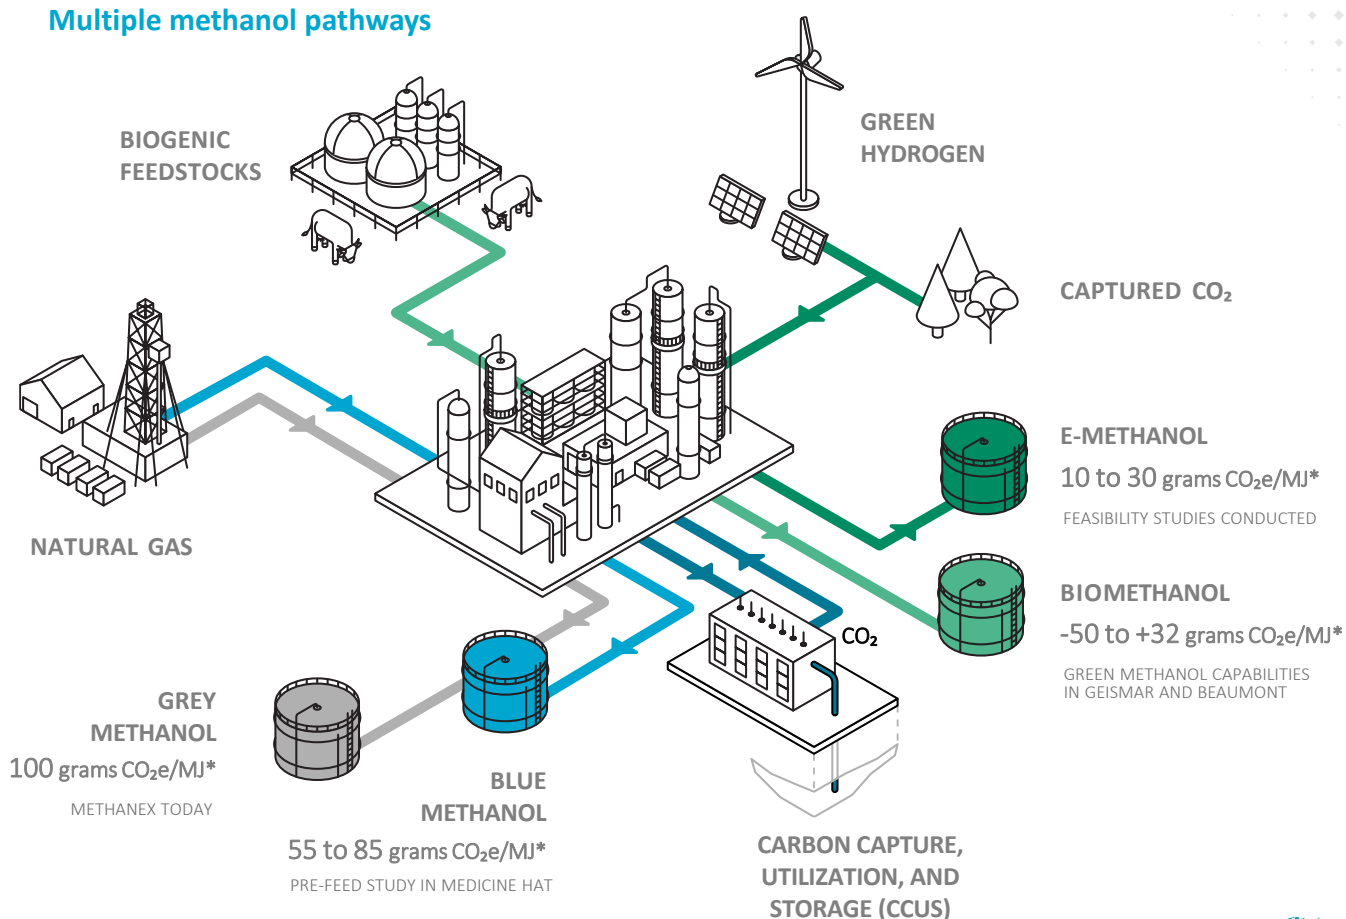 Multiple methanol pathways
BIOGENIC
FEEDSTOCKS
GREEN
HYDROGEN
CAPTURED CO₂
NATURAL GAS
E-METHANOL
10 to 30 grams CO₂e/MJ*
FEASIBILITY STUDIES CONDUCTED
BIOMETHANOL
-50 to +32 grams CO₂e/MJ*
GREEN METHANOL CAPABILITIES
IN GEISMAR AND BEAUMONT
CO₂
GREY
METHANOL
100 grams CO₂e/MJ*
METHANEX TODAY
BLUE
METHANOL
55 to 85 grams CO₂e/MJ*
PRE-FEED STUDY IN MEDICINE HAT
CARBON CAPTURE,
UTILIZATION, AND
STORAGE (CCUS)